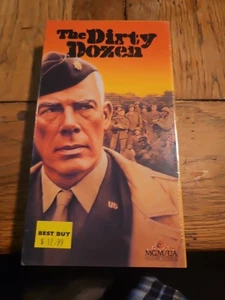 The Dirty
Dozen
BEST BUY
$ 12.99
MGM/UA